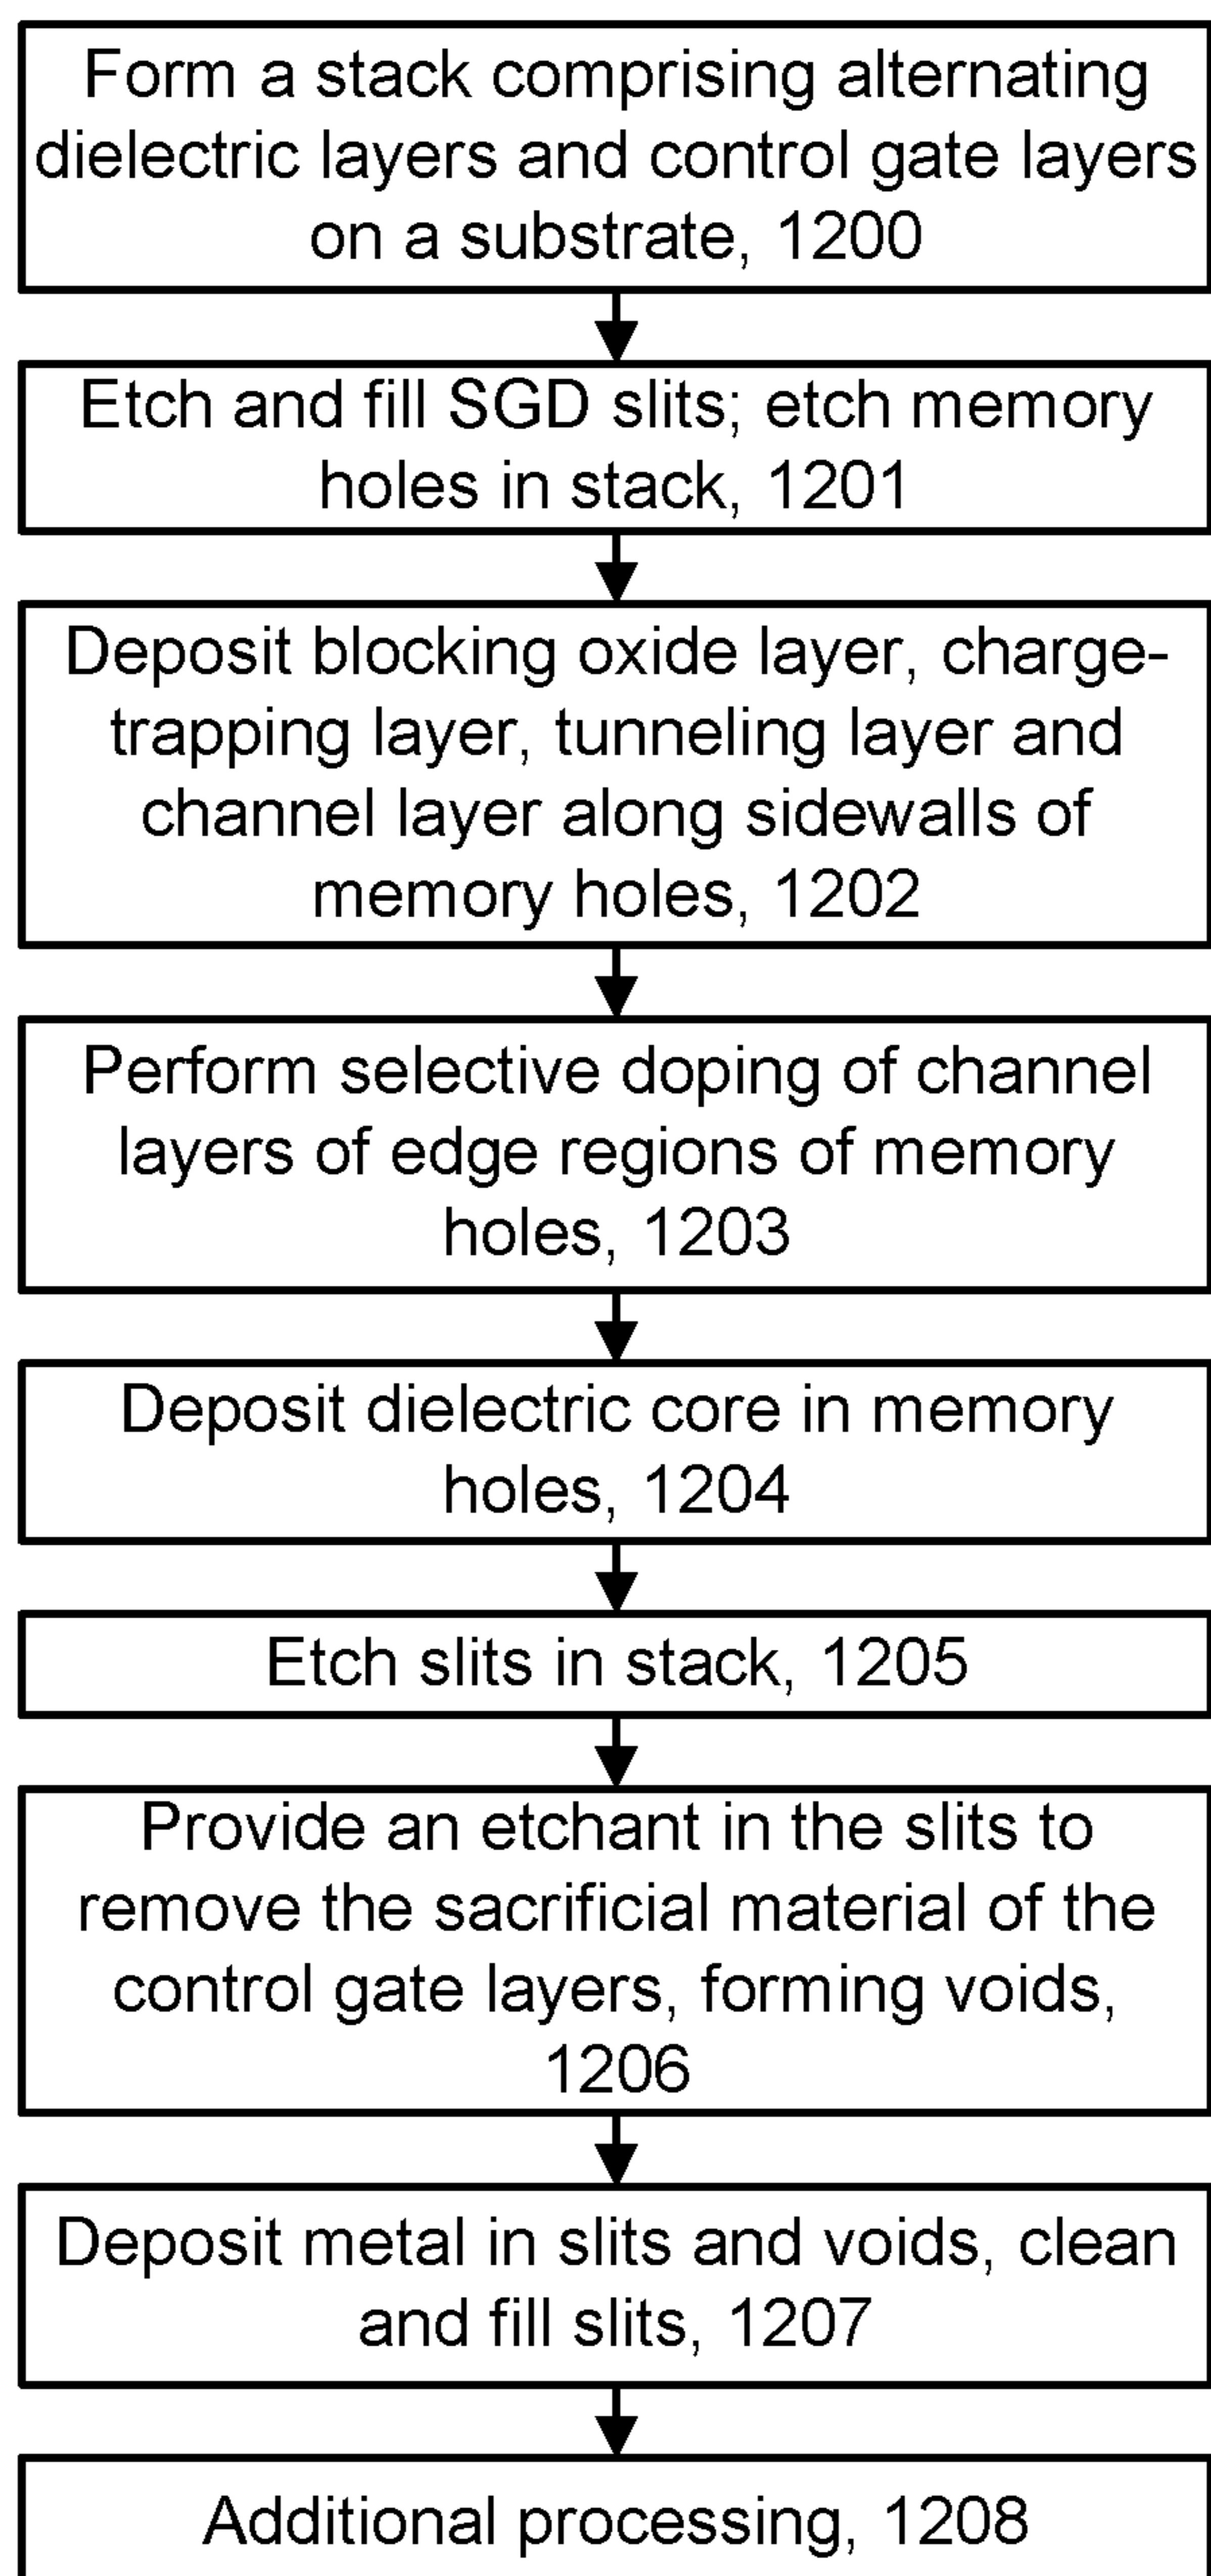 Form a stack comprising alternating
dielectric layers and control gate layers
on a substrate, 1200
Etch and fill SGD slits; etch memory
holes in stack, 1201
Deposit blocking oxide layer, charge-
trapping layer, tunneling layer and
channel layer along sidewalls of
memory holes, 1202
Perform selective doping of channel
layers of edge regions of memory
holes, 1203
Deposit dielectric core in memory
holes, 1204
Etch slits in stack, 1205
Provide an etchant in the slits to
remove the sacrificial material of the
control gate layers, forming voids,
1206
Deposit metal in slits and voids, clean
and fill slits, 1207
Additional processing, 1208